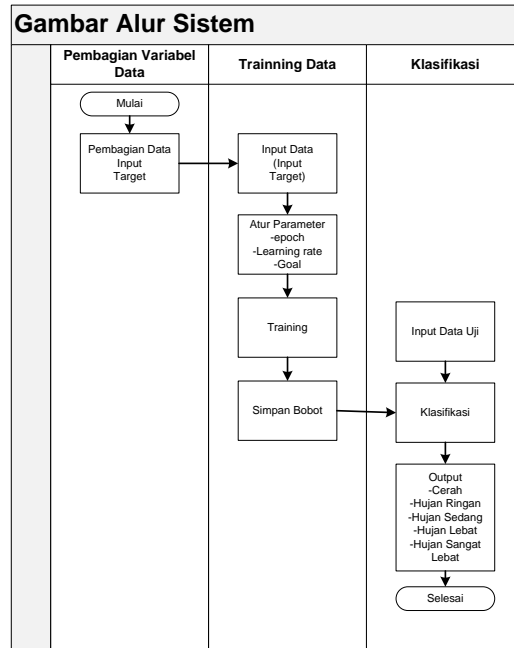 Gambar Alur Sistem
Pembagian Variabel
Data
Trainning Data
Klasifikasi
Mulai
Pembagian Data
Input
Target
Input Data
(Input
Target)
Atur Parameter
-epoch
-Learning rate
-Goal
Training
Simpan Bobot
Input Data Uji
Klasifikasi
Output
-Cerah
-Hujan Ringan
-Hujan Sedang
-Hujan Lebat
-Hujan Sangat
Lebat
Selesai